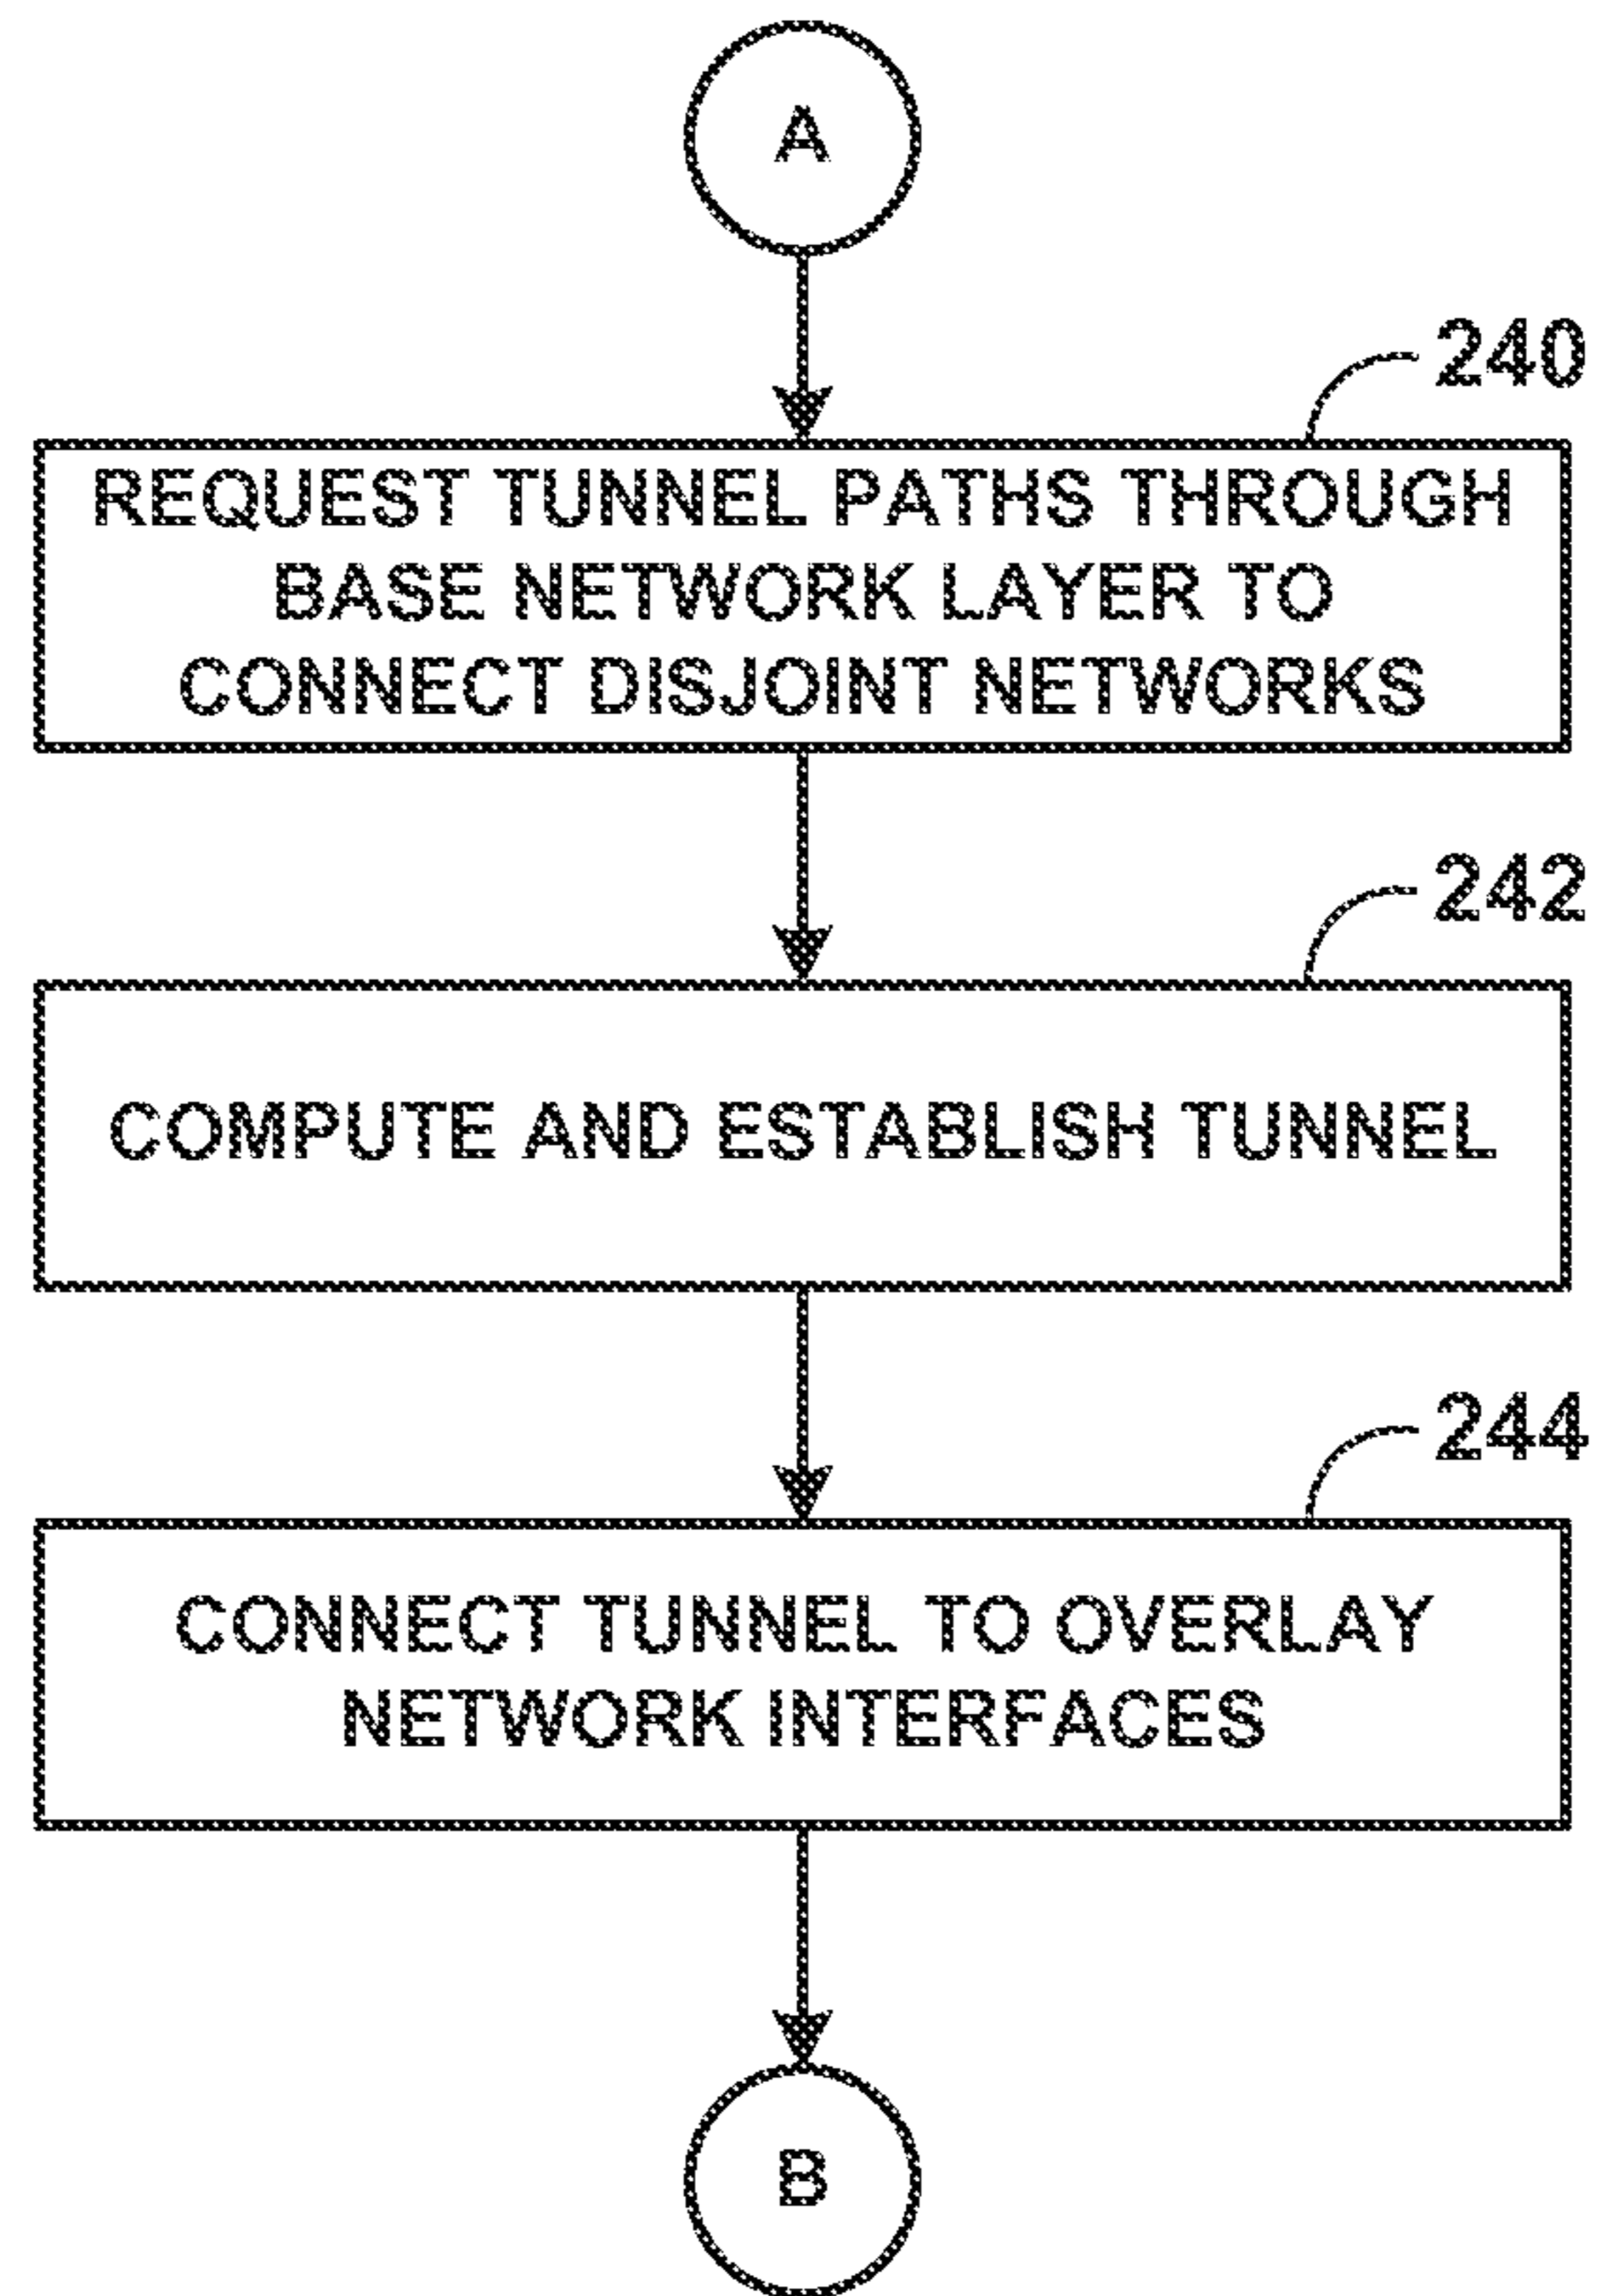 A
240
REQUEST TUNNEL PATHS THROUGH
BASE NETWORK LAYER TO
CONNECT DISJOINT NETWORKS
242
COMPUTE AND ESTABLISH TUNNEL
244
CONNECT TUNNEL TO OVERLAY
NETWORK INTERFACES
B